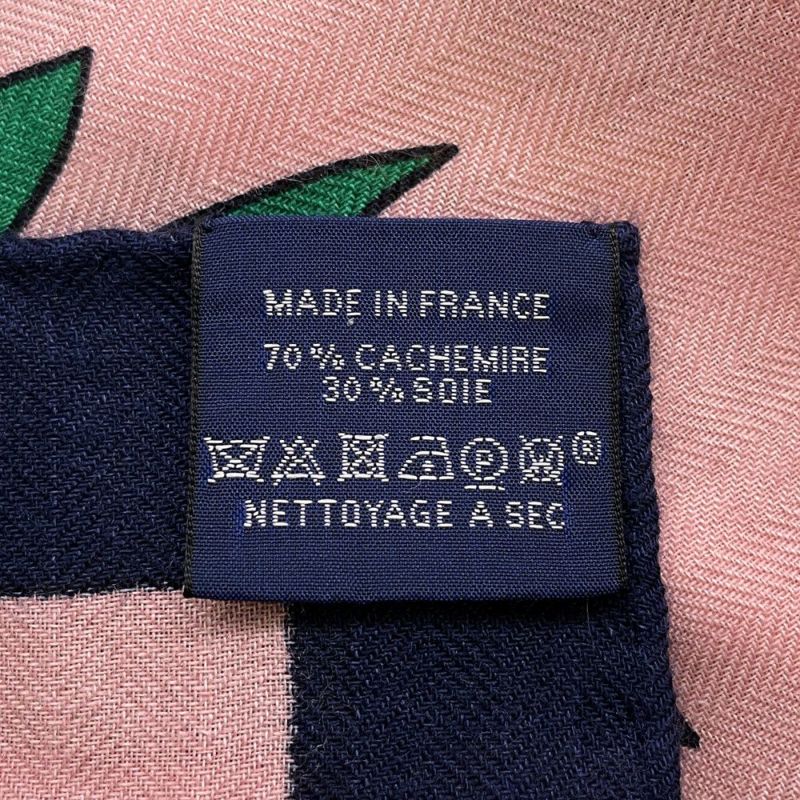 MADE IN FRANCE
70 % CACHEMIRE
30 % SOIE
P W ®
NETTOYAGE A SEC